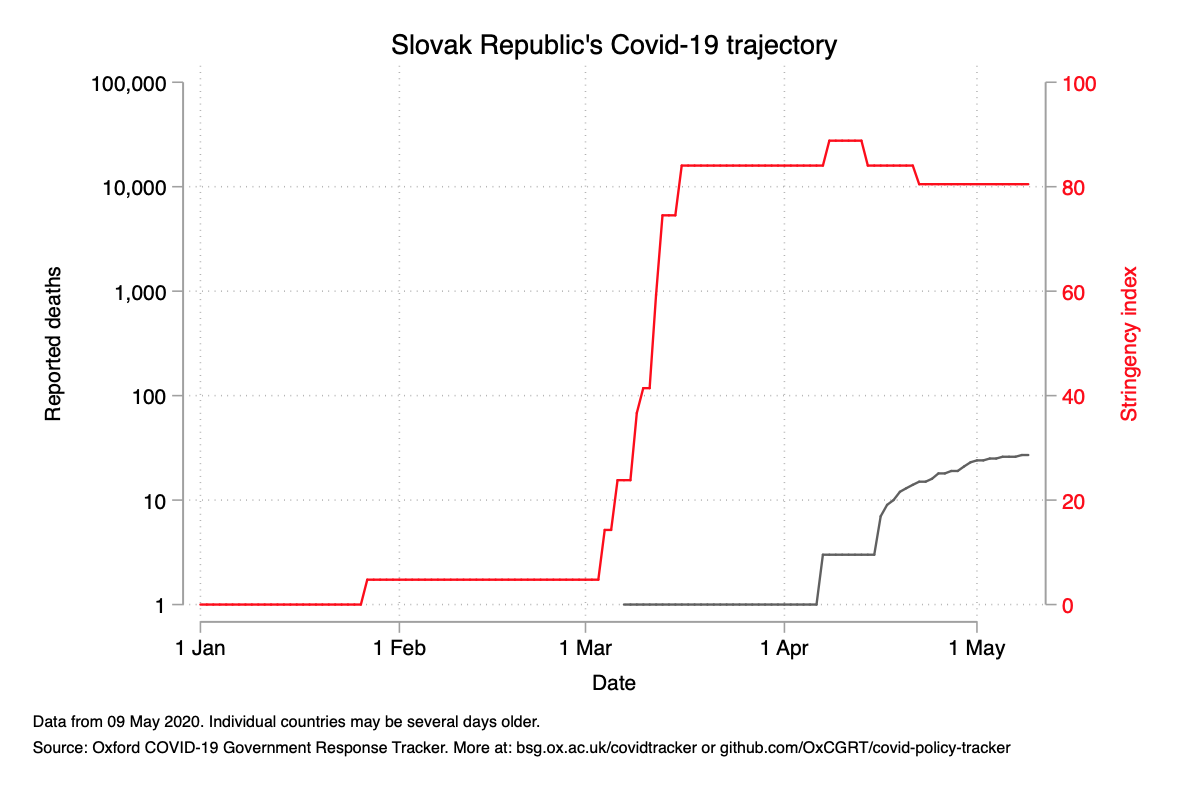 Slovak Republic's Covid-19 trajectory
100,000
10,000
1,000
100
10
1
Reported deaths
100
80
60
40
20
0
Stringency index
1 Jan
1 Feb
1 Mar
1 Apr
1 May
Date
Data from 09 May 2020. Individual countries may be several days older.
Source: Oxford COVID-19 Government Response Tracker. More at: bsg.ox.ac.uk/covidtracker or github.com/OxCGRT/covid-policy-tracker